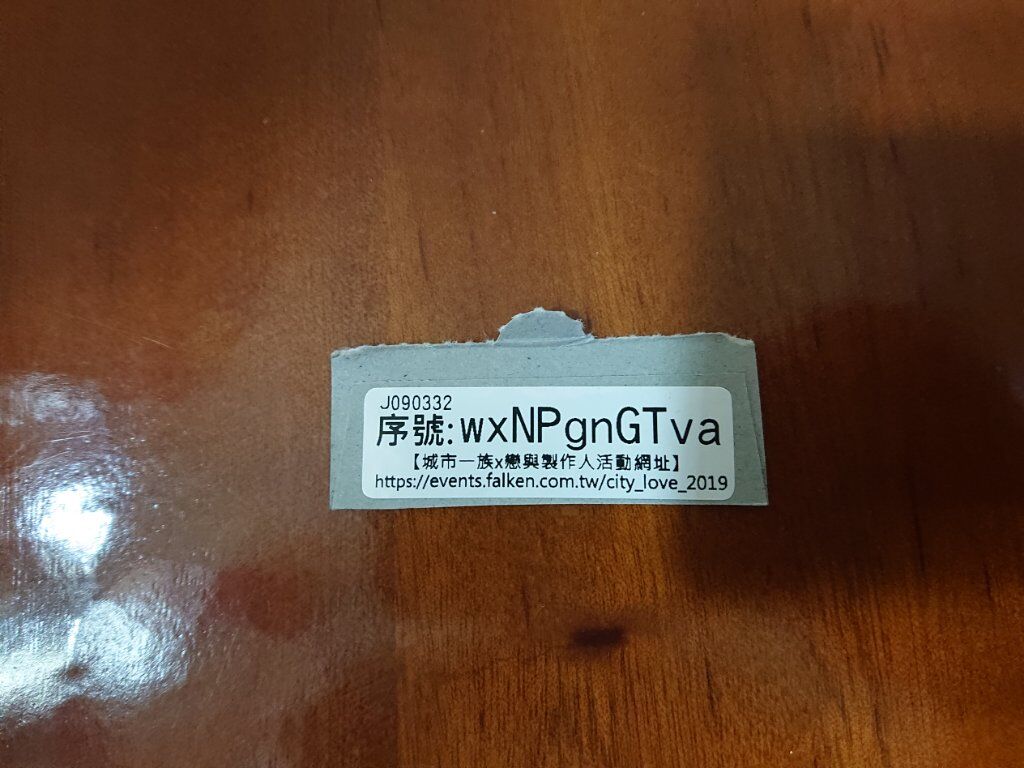 J090332
序號:wxNPgnGTva
【城市一族x戀與製作人活動網址】
https://events.falken.com.tw/city_love_2019